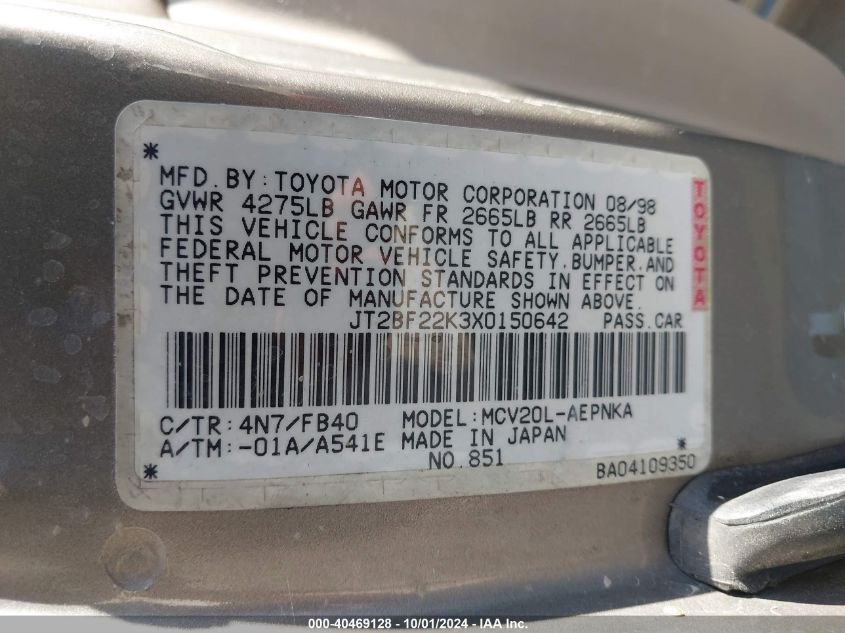 MFD. BY: TOYOTA MOTOR CORPORATION 08/98
GVWR 4275LB GAWR FR 2665LB RR 2665LB
THIS VEHICLE CONFORMS TO ALL APPLICABLE
FEDERAL MOTOR VEHICLE SAFETY, BUMPER, AND
THEFT PREVENTION STANDARDS IN EFFECT ON
THE DATE OF MANUFACTURE SHOWN ABOVE.
JT2BF22K3X0150642 PASS. CAR
TOYOTA
C/TR: 4N7/FB40 MODEL: MCV20L-AEPNKA
A/TM: -01A/A541E MADE IN JAPAN
NO. 851
BA04109350
000-40469128 - 10/01/2024 - IAA Inc.